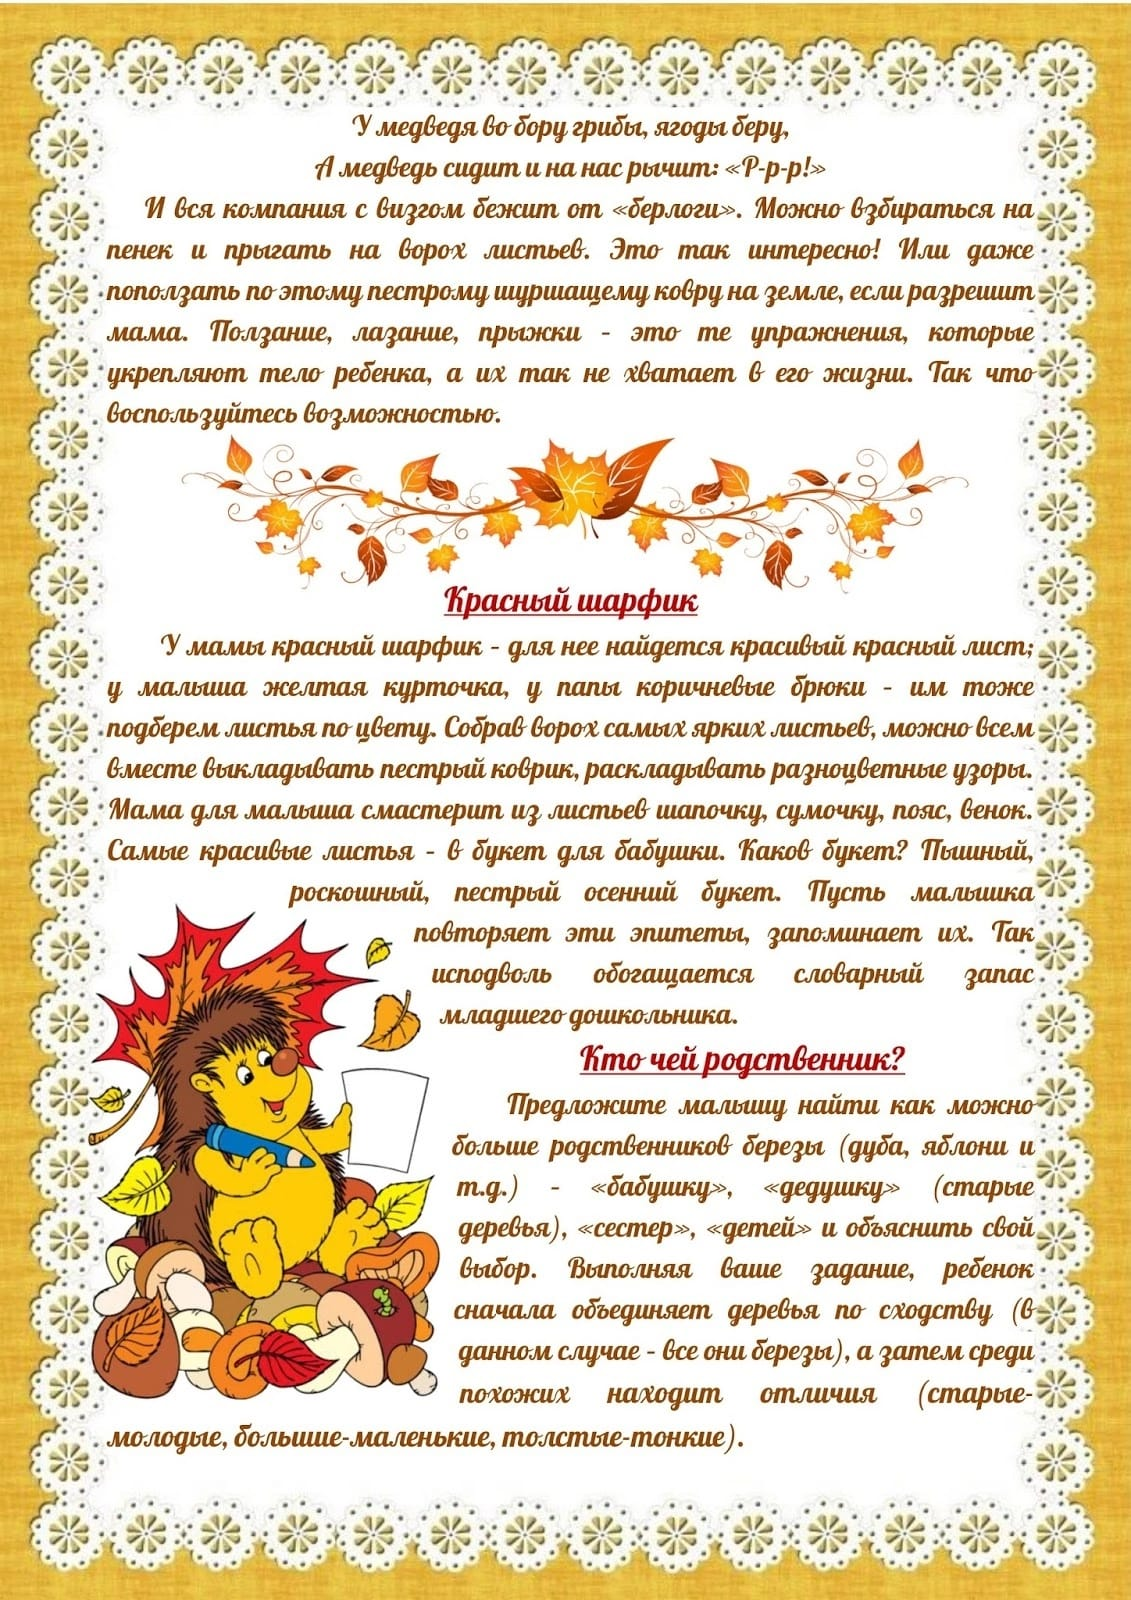 У медведя во бору грибы, ягоды беру,
А медведь сидит и на нас рычит: «Р-р-р!»
И вся компания с визгом бежит от «берлоги». Можно взбираться на
пенек и прыгать на ворох листьев. Это так интересно! Или даже
поползать по этому пестрому шуршащему ковру на земле, если разрешит
мама. Ползание, лазание, прыжки – это те упражнения, которые
укрепляют тело ребенка, а их так не хватает в его жизни. Так что
воспользуйтесь возможностью.
Красный шарфик
У мамы красный шарфик – для нее найдется красивый красный лист;
у малыша желтая курточка, у папы коричневые брюки – им тоже
подберем листья по цвету. Собрав ворох самых ярких листьев, можно всем
вместе выкладывать пестрый коврик, раскладывать разноцветные узоры.
Мама для малыша смастерит из листьев шапочку, сумочку, пояс, венок.
Самые красивые листья – в букет для бабушки. Каков букет? Пышный,
роскошный, пестрый осенний букет. Пусть малышка
повторяет эти эпитеты, запоминает их. Так
исподволь обогащается словарный запас
младшего дошкольника.
Кто чей родственник?
Предложите малышу найти как можно
больше родственников березы (дуба, яблони и
т.д.) – «бабушку», «дедушку» (старые
деревья), «сестер», «детей» и объяснить свой
выбор. Выполняя ваше задание, ребенок
сначала объединяет деревья по сходству (в
данном случае – все они березы), а затем среди
похожих находит отличия (старые-
молодые, большие-маленькие, толстые-тонкие).